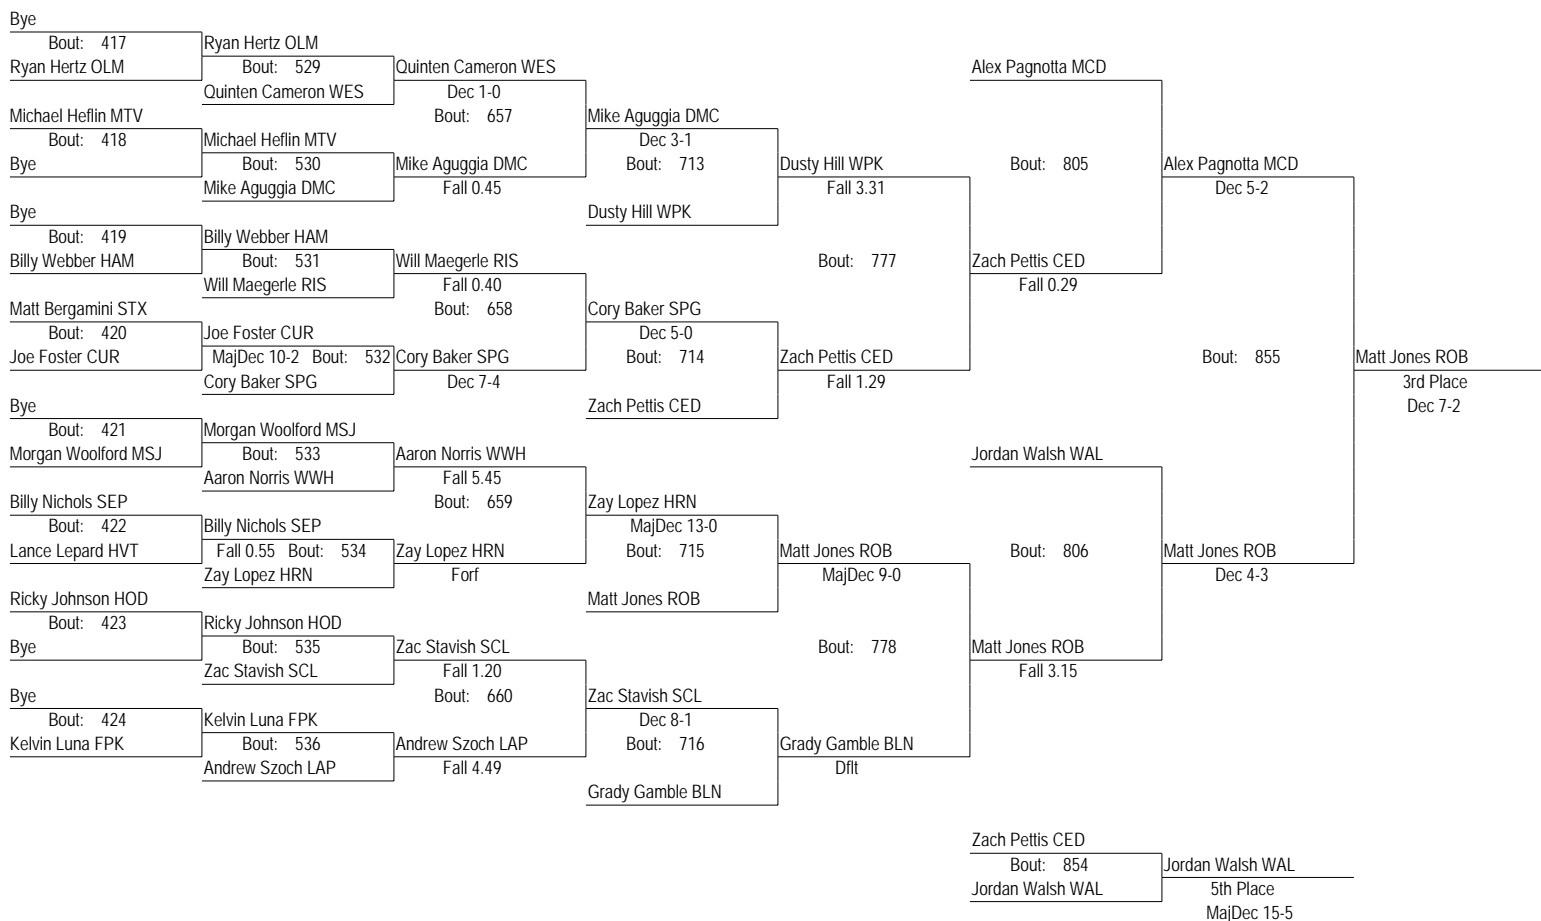 Bye
Bout: 417
Ryan Hertz OLM
Michael Heflin MTV
Bout: 418
Bye
Bye
Bout: 419
Billy Webber HAM
Matt Bergamini STX
Bout: 420
Joe Foster CUR
Bye
Bout: 421
Morgan Woolford MSJ
Billy Nichols SEP
Bout: 422
Lance Lepard HVT
Ricky Johnson HOD
Bout: 423
Bye
Bye
Bout: 424
Kelvin Luna FPK
Ryan Hertz OLM
Bout: 529
Quinten Cameron WES
Michael Heflin MTV
Bout: 530
Mike Aguggia DMC
Billy Webber HAM
Bout: 531
Will Maegerle RIS
Joe Foster CUR
MajDec 10-2 Bout: 532
Cory Baker SPG
Morgan Woolford MSJ
Bout: 533
Aaron Norris WWH
Billy Nichols SEP
Fall 0.55 Bout: 534
Zay Lopez HRN
Ricky Johnson HOD
Bout: 535
Zac Stavish SCL
Kelvin Luna FPK
Bout: 536
Andrew Szoch LAP
Quinten Cameron WES
Dec 1-0
Bout: 657
Mike Aguggia DMC
Fall 0.45
Will Maegerle RIS
Fall 0.40
Bout: 658
Cory Baker SPG
Dec 7-4
Aaron Norris WWH
Fall 5.45
Bout: 659
Zay Lopez HRN
Forf
Zac Stavish SCL
Fall 1.20
Bout: 660
Andrew Szoch LAP
Fall 4.49
Mike Aguggia DMC
Dec 3-1
Bout: 713
Dusty Hill WPK
Cory Baker SPG
Dec 5-0
Bout: 714
Zach Pettis CED
Zay Lopez HRN
MajDec 13-0
Bout: 715
Matt Jones ROB
Zac Stavish SCL
Dec 8-1
Bout: 716
Grady Gamble BLN
Dusty Hill WPK
Fall 3.31
Bout: 777
Zach Pettis CED
Fall 1.29
Matt Jones ROB
MajDec 9-0
Bout: 778
Grady Gamble BLN
Dflt
Alex Pagnotta MCD
Bout: 805
Zach Pettis CED
Fall 0.29
Jordan Walsh WAL
Bout: 806
Matt Jones ROB
Fall 3.15
Alex Pagnotta MCD
Dec 5-2
Bout: 855
Matt Jones ROB
Dec 4-3
Matt Jones ROB
3rd Place
Dec 7-2
Zach Pettis CED
Bout: 854
Jordan Walsh WAL
Jordan Walsh WAL
5th Place
MajDec 15-5